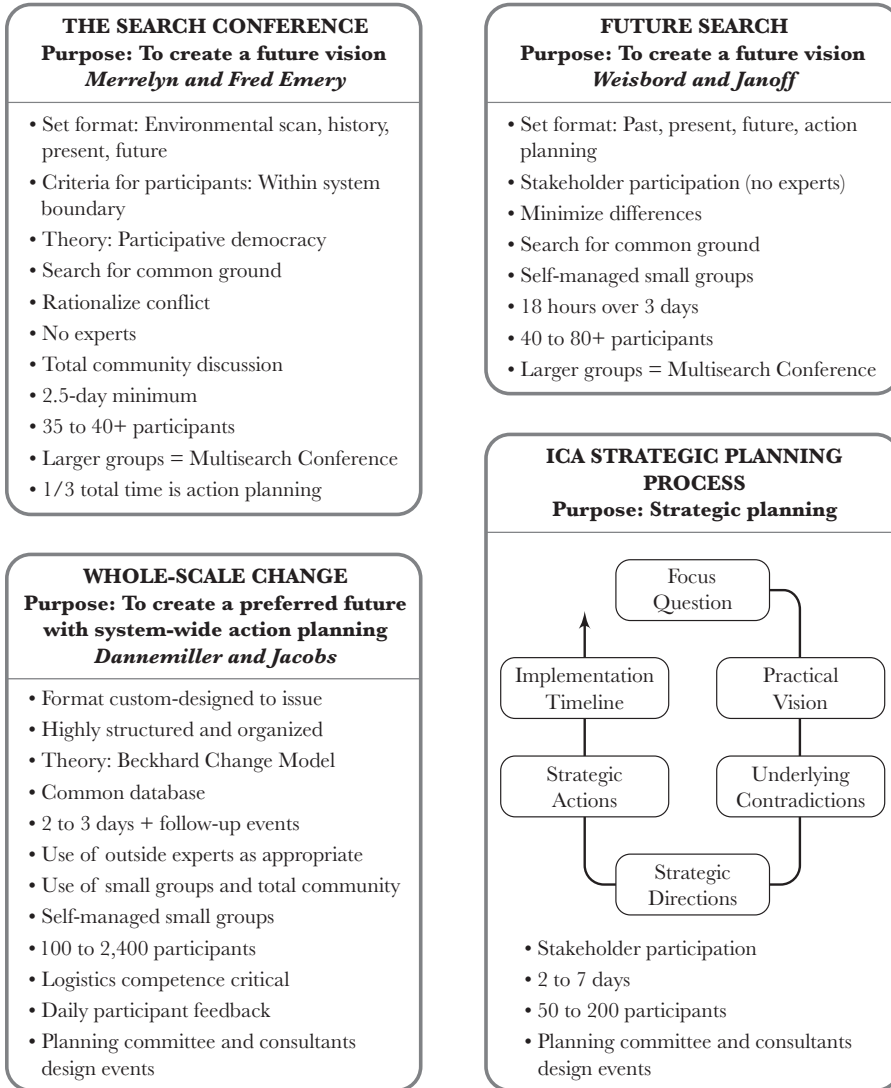 THE SEARCH CONFERENCE
Purpose: To create a future vision
Merrelyn and Fred Emery
• Set format: Environmental scan, history,
present, future
• Criteria for participants: Within system
boundary
• Theory: Participative democracy
• Search for common ground
• Rationalize conflict
• No experts
• Total community discussion
• 2.5-day minimum
• 35 to 40+ participants
• Larger groups = Multisearch Conference
• 1/3 total time is action planning
FUTURE SEARCH
Purpose: To create a future vision
Weisbord and Janoff
• Set format: Past, present, future, action
planning
• Stakeholder participation (no experts)
• Minimize differences
• Search for common ground
• Self-managed small groups
• 18 hours over 3 days
• 40 to 80+ participants
• Larger groups = Multisearch Conference
WHOLE-SCALE CHANGE
Purpose: To create a preferred future
with system-wide action planning
Dannemiller and Jacobs
• Format custom-designed to issue
• Highly structured and organized
• Theory: Beckhard Change Model
• Common database
• 2 to 3 days + follow-up events
• Use of outside experts as appropriate
• Use of small groups and total community
• Self-managed small groups
• 100 to 2,400 participants
• Logistics competence critical
• Daily participant feedback
• Planning committee and consultants
design events
ICA STRATEGIC PLANNING
PROCESS
Purpose: Strategic planning
Focus
Question
Practical
Vision
Underlying
Contradictions
Strategic
Directions
Strategic
Actions
Implementation
Timeline
• Stakeholder participation
• 2 to 7 days
• 50 to 200 participants
• Planning committee and consultants
design events